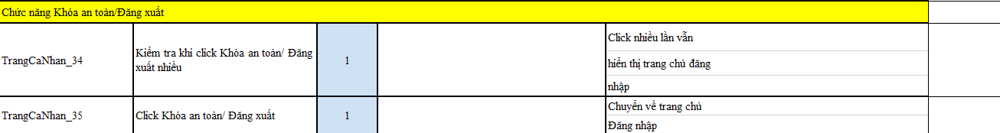 Chức năng Khóa an toàn/Đăng xuất
TrangCaNhan_34
Kiểm tra khi click Khóa an toàn/ Đăng
xuất nhiều
1
Click nhiều lần vẫn
hiển thị trang chủ đăng
nhập
TrangCaNhan_35
Click Khóa an toàn/ Đăng xuất
1
Chuyển về trang chủ
Đăng nhập